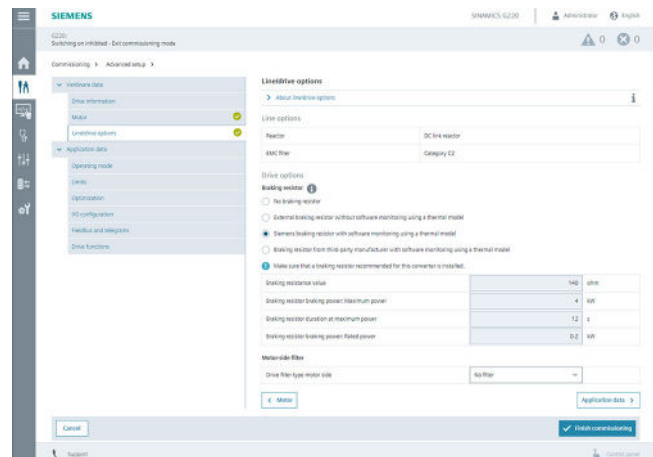 SIEMENS
SINAMICS G220
Administrator
English
G220:
Switching on inhibited - Exit commissioning mode
0
0
Commissioning > Advanced setup >
Hardware data
Drive information
Motor
Line/drive options
Application data
Operating mode
Limits
Optimization
I/O configuration
Fieldbus and telegrams
Drive functions
Line/drive options
> About line/drive options
i
Line options
Reactor DC link reactor
EMC filter Category C2
Drive options
Braking resistor
No braking resistor
External braking resistor without software monitoring using a thermal model
Siemens braking resistor with software monitoring using a thermal model
Braking resistor from third-party manufacturer with software monitoring using a thermal model
Make sure that a braking resistor recommended for this converter is installed.
Braking resistance value 140 ohm
Braking resistor braking power: Maximum power 4 kW
Braking resistor duration at maximum power 12 s
Braking resistor braking power: Rated power 0.2 kW
Motor-side filter
Drive filter type motor side No filter
< Motor
Application data >
Cancel
Finish commissioning
Support
Control panel